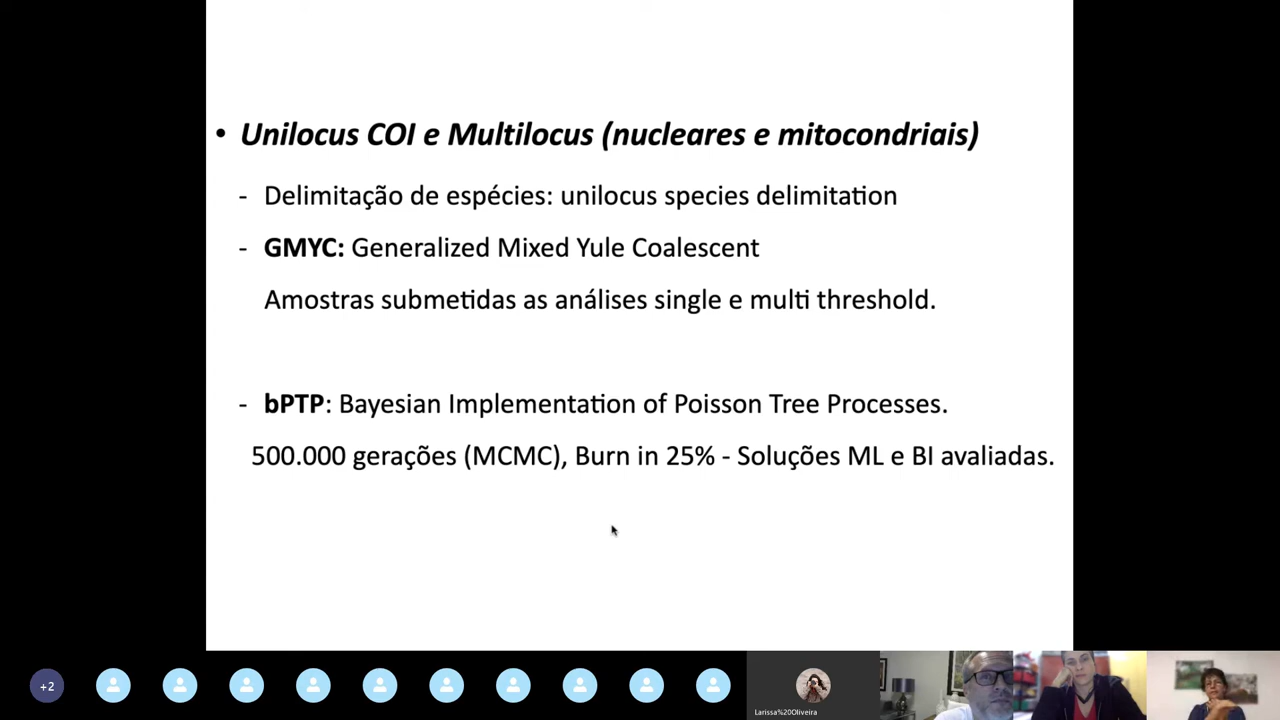 • Unilocus COI e Multilocus (nucleares e mitocondriais)
- Delimitação de espécies: unilocus species delimitation
- GMYC: Generalized Mixed Yule Coalescent
Amostras submetidas as análises single e multi threshold.
- bPTP: Bayesian Implementation of Poisson Tree Processes.
500.000 gerações (MCMC), Burn in 25% - Soluções ML e BI avaliadas.
+2
Larissa%20Oliveira